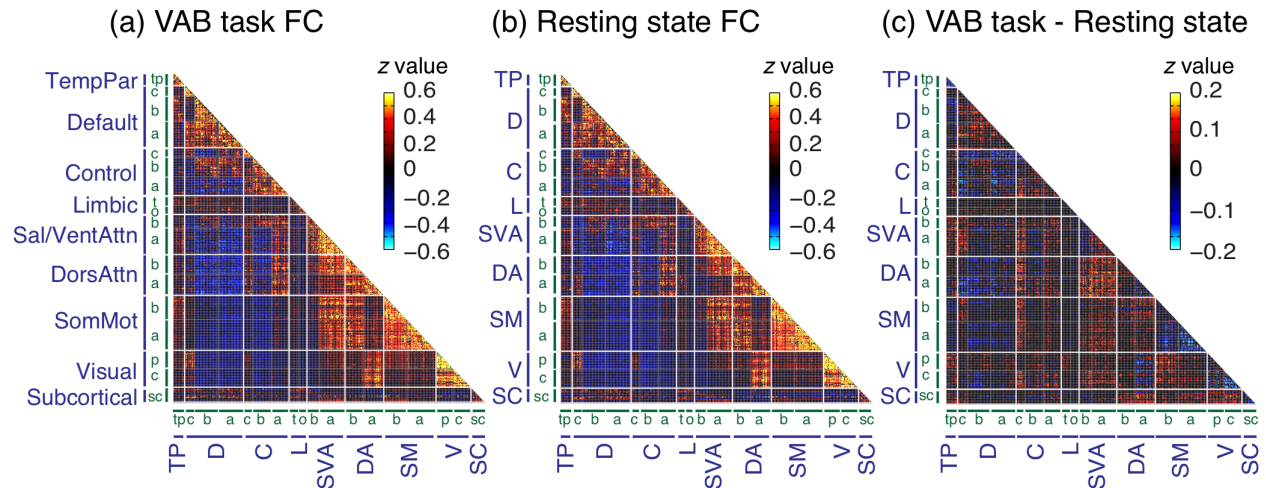 (a) VAB task FC
(b) Resting state FC
(c) VAB task - Resting state
z value
0.6
0.4
0.2
0
−0.2
−0.4
−0.6
z value
0.6
0.4
0.2
0
−0.2
−0.4
−0.6
z value
0.2
0.1
0
−0.1
−0.2
TempPar
Default
Control
Limbic
Sal/VentAttn
DorsAttn
SomMot
Visual
Subcortical
tp
c
b
a
c
b
a
t
o
b
a
b
a
b
a
p
c
sc
tp c b a c b a t o b a b a b a p c sc
TP D C L SVA DA SM V SC
TP
D
C
L
SVA
DA
SM
V
SC
tp
c
b
a
c
b
a
t
o
b
a
b
a
b
a
p
c
sc
tp c b a c b a t o b a b a b a p c sc
TP D C L SVA DA SM V SC
TP
D
C
L
SVA
DA
SM
V
SC
tp
c
b
a
c
b
a
t
o
b
a
b
a
b
a
p
c
sc
tp c b a c b a t o b a b a b a p c sc
TP D C L SVA DA SM V SC